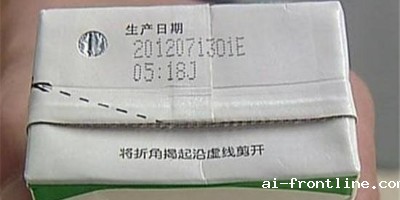 生产日期
2012071301E
05:18J
将折角揭起沿虚线剪开
ai-frontline.com